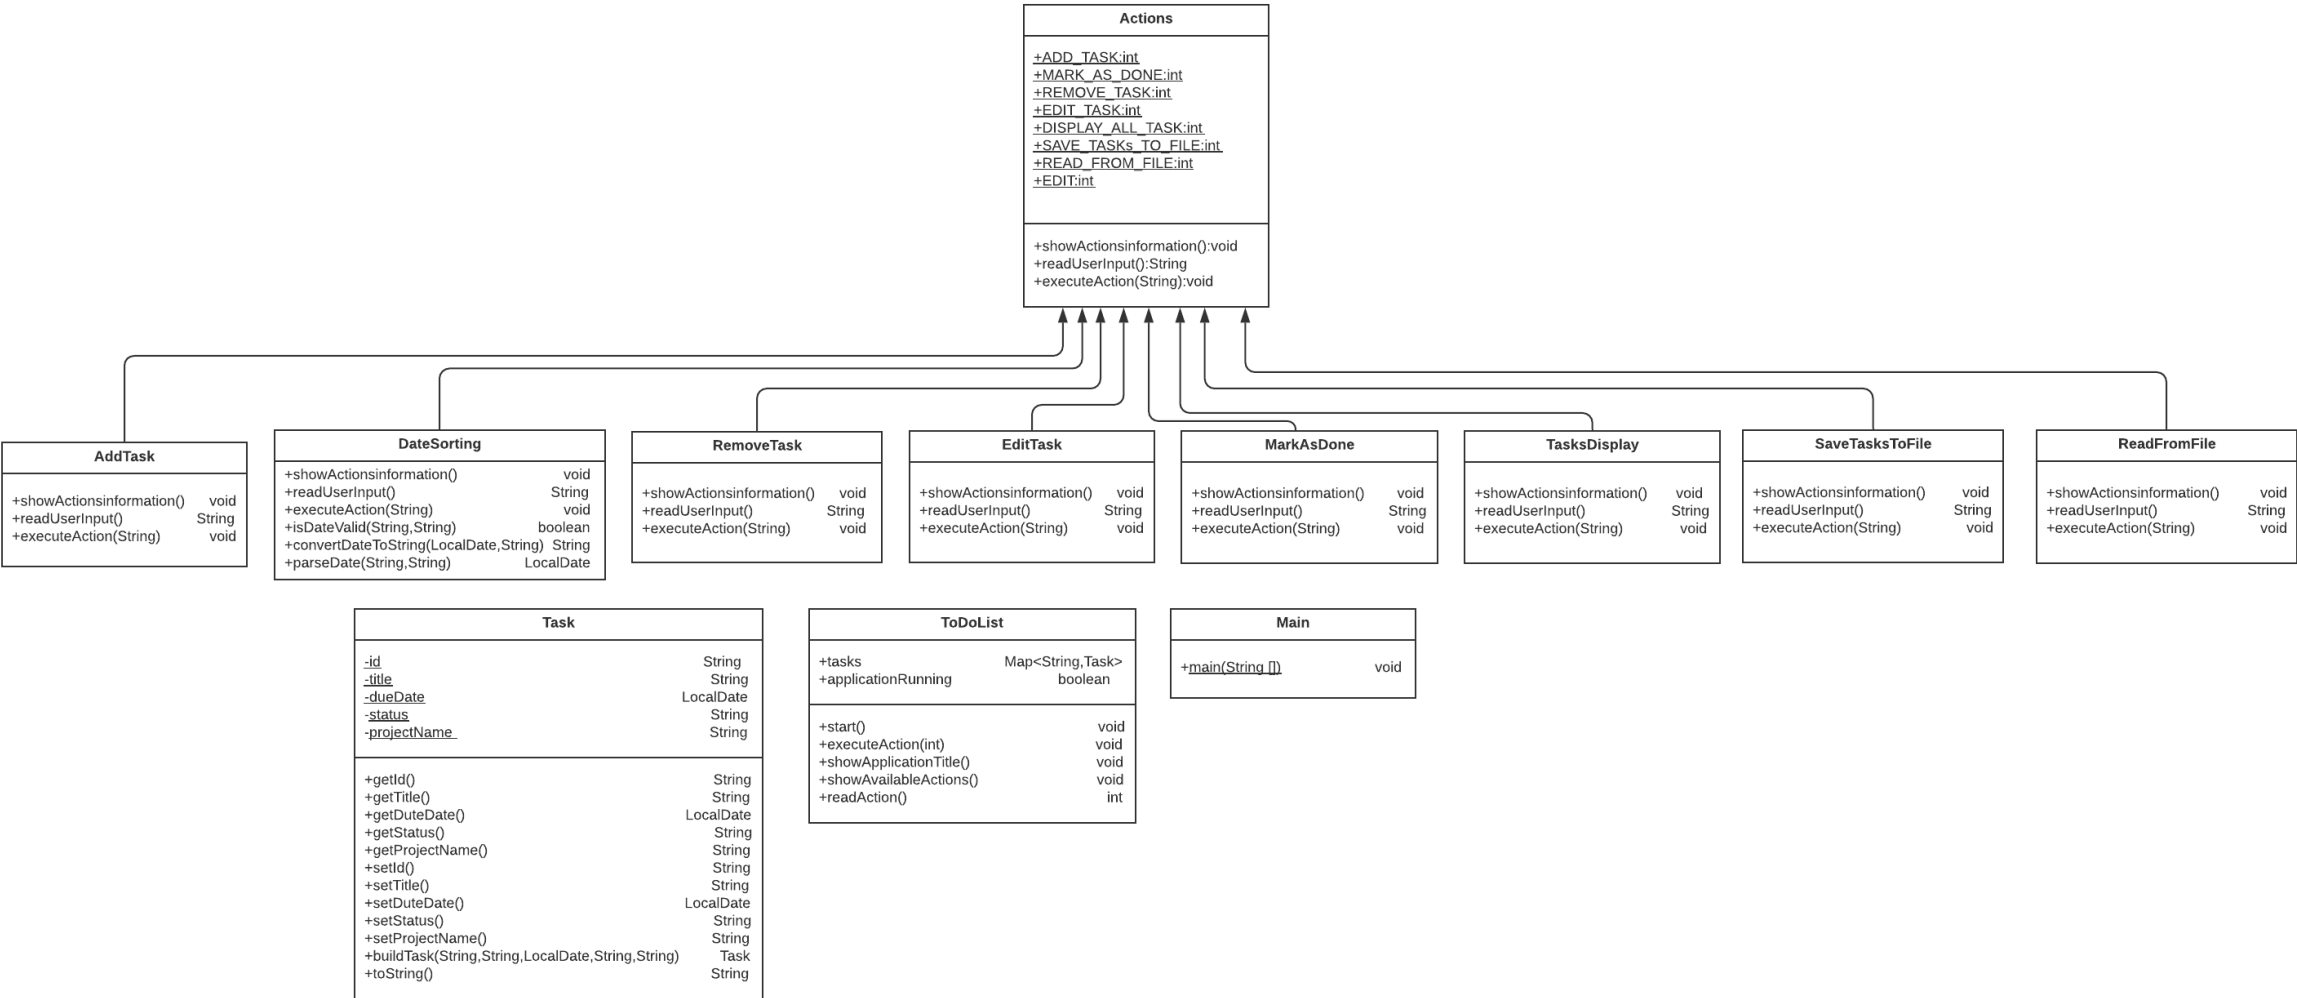 Actions
+ADD_TASK:int
+MARK_AS_DONE:int
+REMOVE_TASK:int
+EDIT_TASK:int
+DISPLAY_ALL_TASK:int
+SAVE_TASKs_TO_FILE:int
+READ_FROM_FILE:int
+EDIT:int
+showActionsinformation():void
+readUserInput():String
+executeAction(String):void
AddTask
+showActionsinformation() void
+readUserInput() String
+executeAction(String) void
DateSorting
+showActionsinformation() void
+readUserInput() String
+executeAction(String) void
+isDateValid(String,String) boolean
+convertDateToString(LocalDate,String) String
+parseDate(String,String) LocalDate
RemoveTask
+showActionsinformation() void
+readUserInput() String
+executeAction(String) void
EditTask
+showActionsinformation() void
+readUserInput() String
+executeAction(String) void
MarkAsDone
+showActionsinformation() void
+readUserInput() String
+executeAction(String) void
TasksDisplay
+showActionsinformation() void
+readUserInput() String
+executeAction(String) void
SaveTasksToFile
+showActionsinformation() void
+readUserInput() String
+executeAction(String) void
ReadFromFile
+showActionsinformation() void
+readUserInput() String
+executeAction(String) void
Task
-id String
-title String
-dueDate LocalDate
-status String
-projectName String
+getId() String
+getTitle() String
+getDuteDate() LocalDate
+getStatus() String
+getProjectName() String
+setId() String
+setTitle() String
+setDuteDate() LocalDate
+setStatus() String
+setProjectName() String
+buildTask(String,String,LocalDate,String,String) Task
+toString() String
ToDoList
+tasks Map<String,Task>
+applicationRunning boolean
+start() void
+executeAction(int) void
+showApplicationTitle() void
+showAvailableActions() void
+readAction() int
Main
+main(String []) void